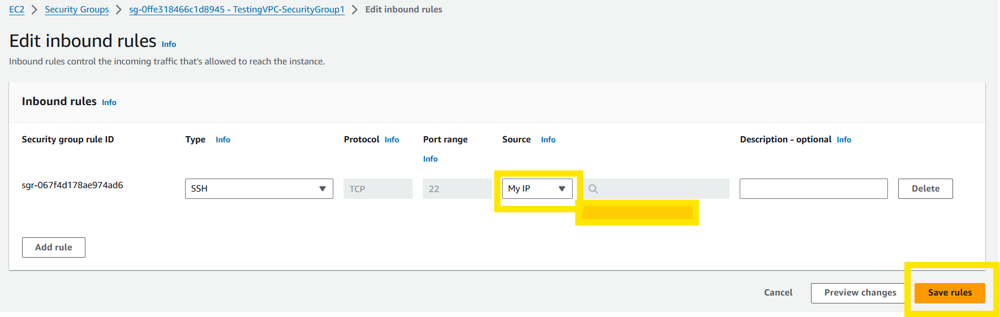 EC2 > Security Groups > sg-0ffe318466c1d8945 - TestingVPC-SecurityGroup1 > Edit inbound rules
Edit inbound rules Info
Inbound rules control the incoming traffic that's allowed to reach the instance.
Inbound rules Info
Security group rule ID Type Info Protocol Info Port range Source Info Description - optional Info
Info
sgr-067f4d178ae974ad6 SSH TCP 22 My IP Delete
Add rule
Cancel Preview changes Save rules